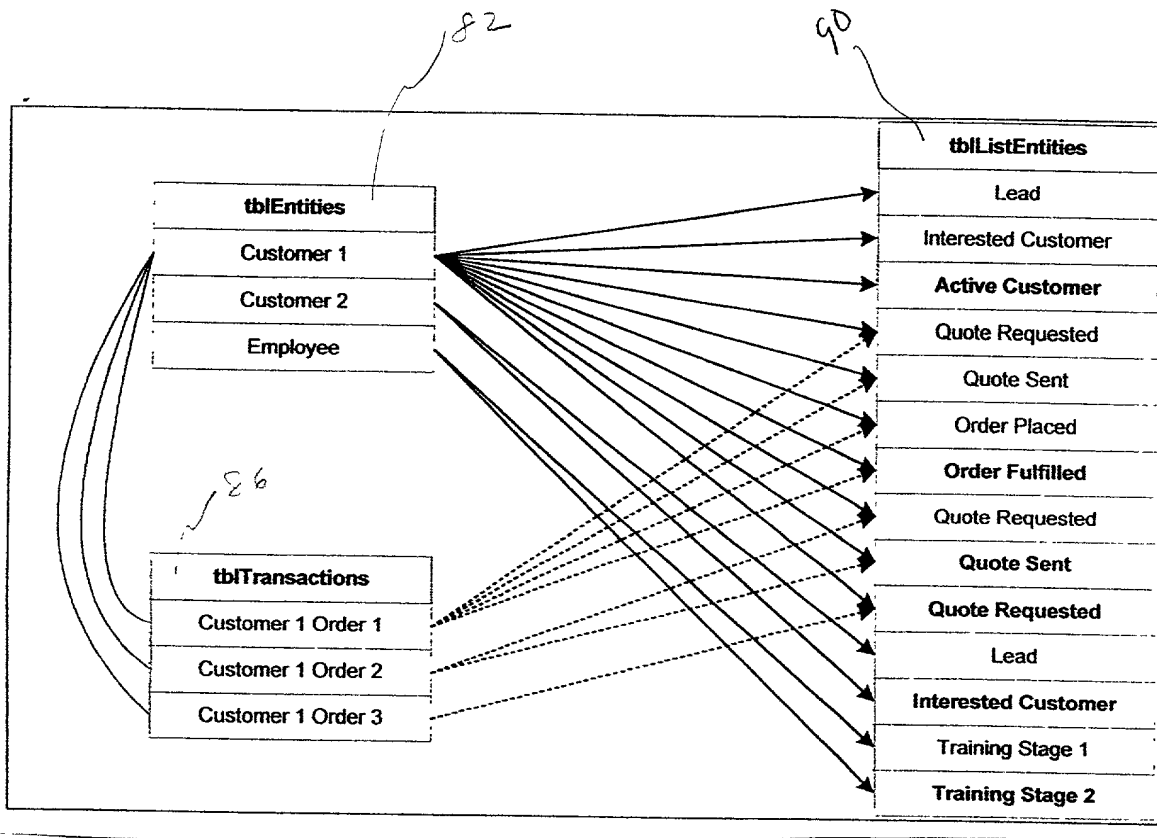 82
90
tblEntities
Customer 1
Customer 2
Employee
86
tblTransactions
Customer 1 Order 1
Customer 1 Order 2
Customer 1 Order 3
tblListEntities
Lead
Interested Customer
Active Customer
Quote Requested
Quote Sent
Order Placed
Order Fulfilled
Quote Requested
Quote Sent
Quote Requested
Lead
Interested Customer
Training Stage 1
Training Stage 2